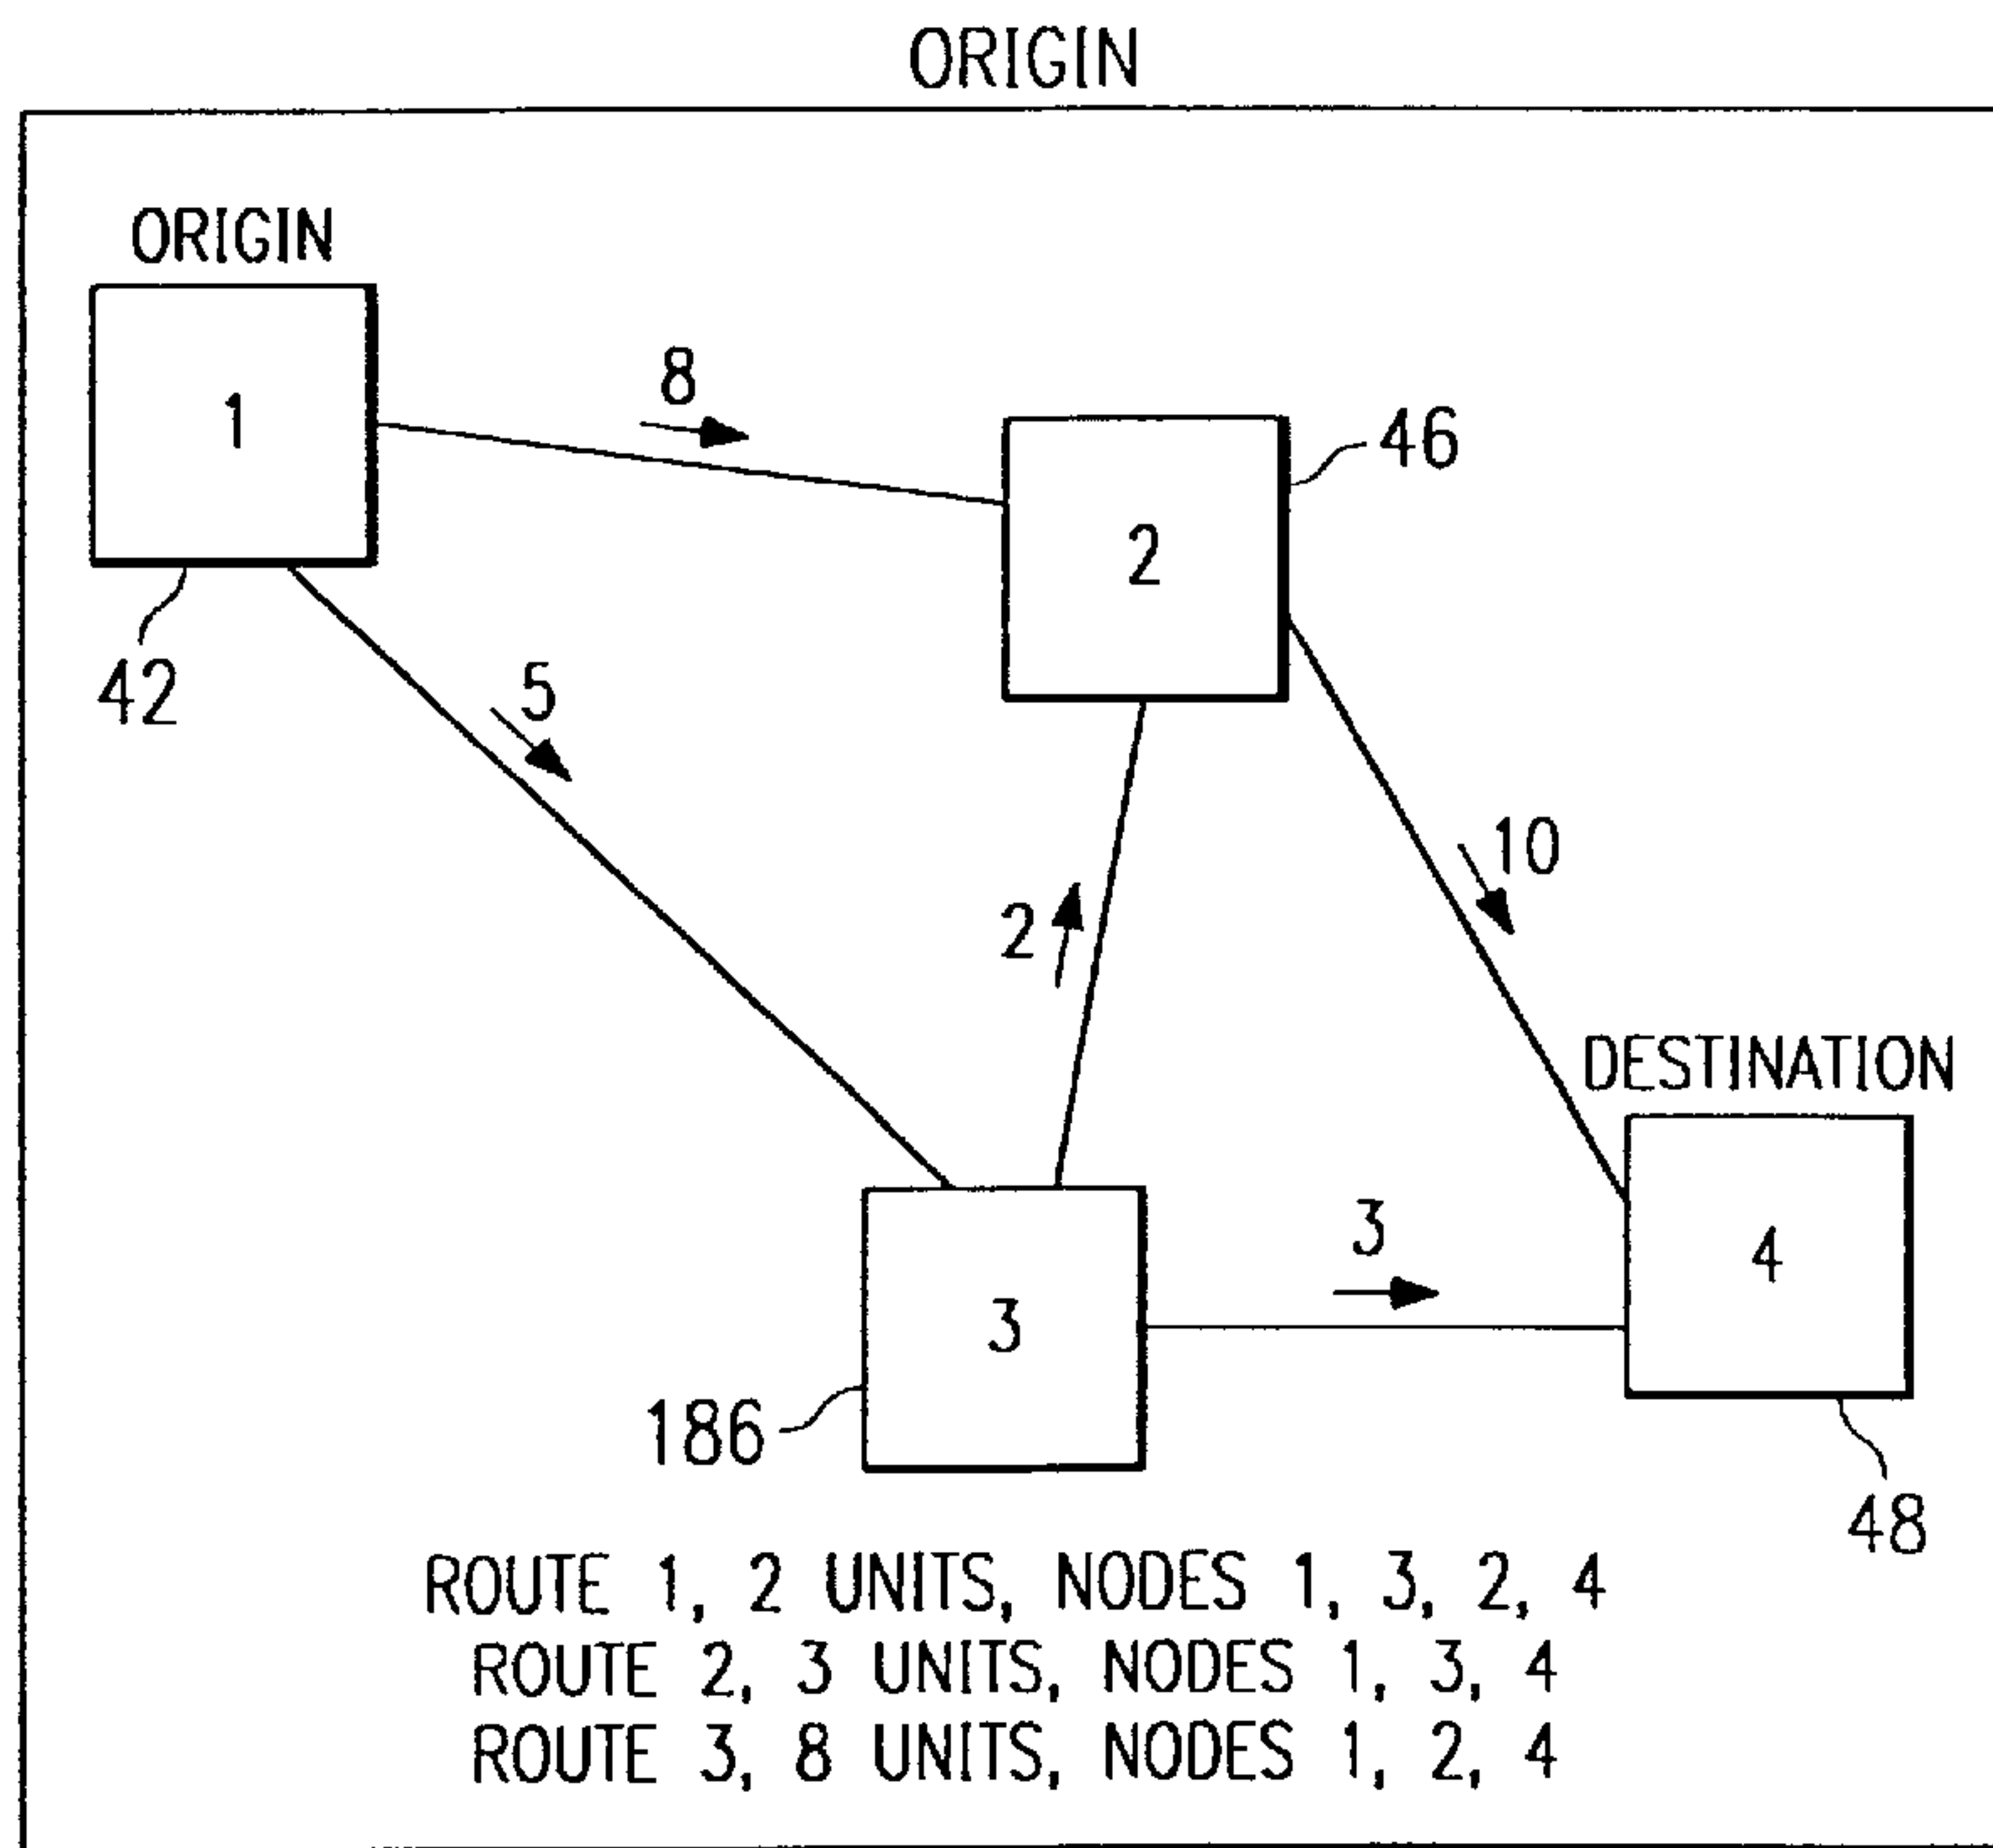 ORIGIN
ORIGIN
1
8
46
2
42
5
10
2
DESTINATION
3
4
3
186
48
ROUTE 1, 2 UNITS, NODES 1, 3, 2, 4
ROUTE 2, 3 UNITS, NODES 1, 3, 4
ROUTE 3, 8 UNITS, NODES 1, 2, 4